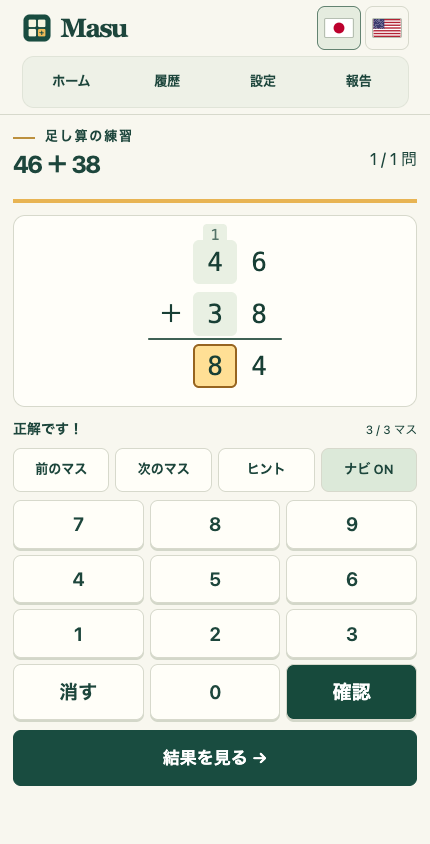 Masu
ホーム 履歴 設定 報告
足し算の練習
46 + 38
1 / 1 問
1
4 6
+ 3 8
8 4
正解です！
3 / 3 マス
前のマス 次のマス ヒント ナビ ON
7 8 9
4 5 6
1 2 3
消す 0 確認
結果を見る →